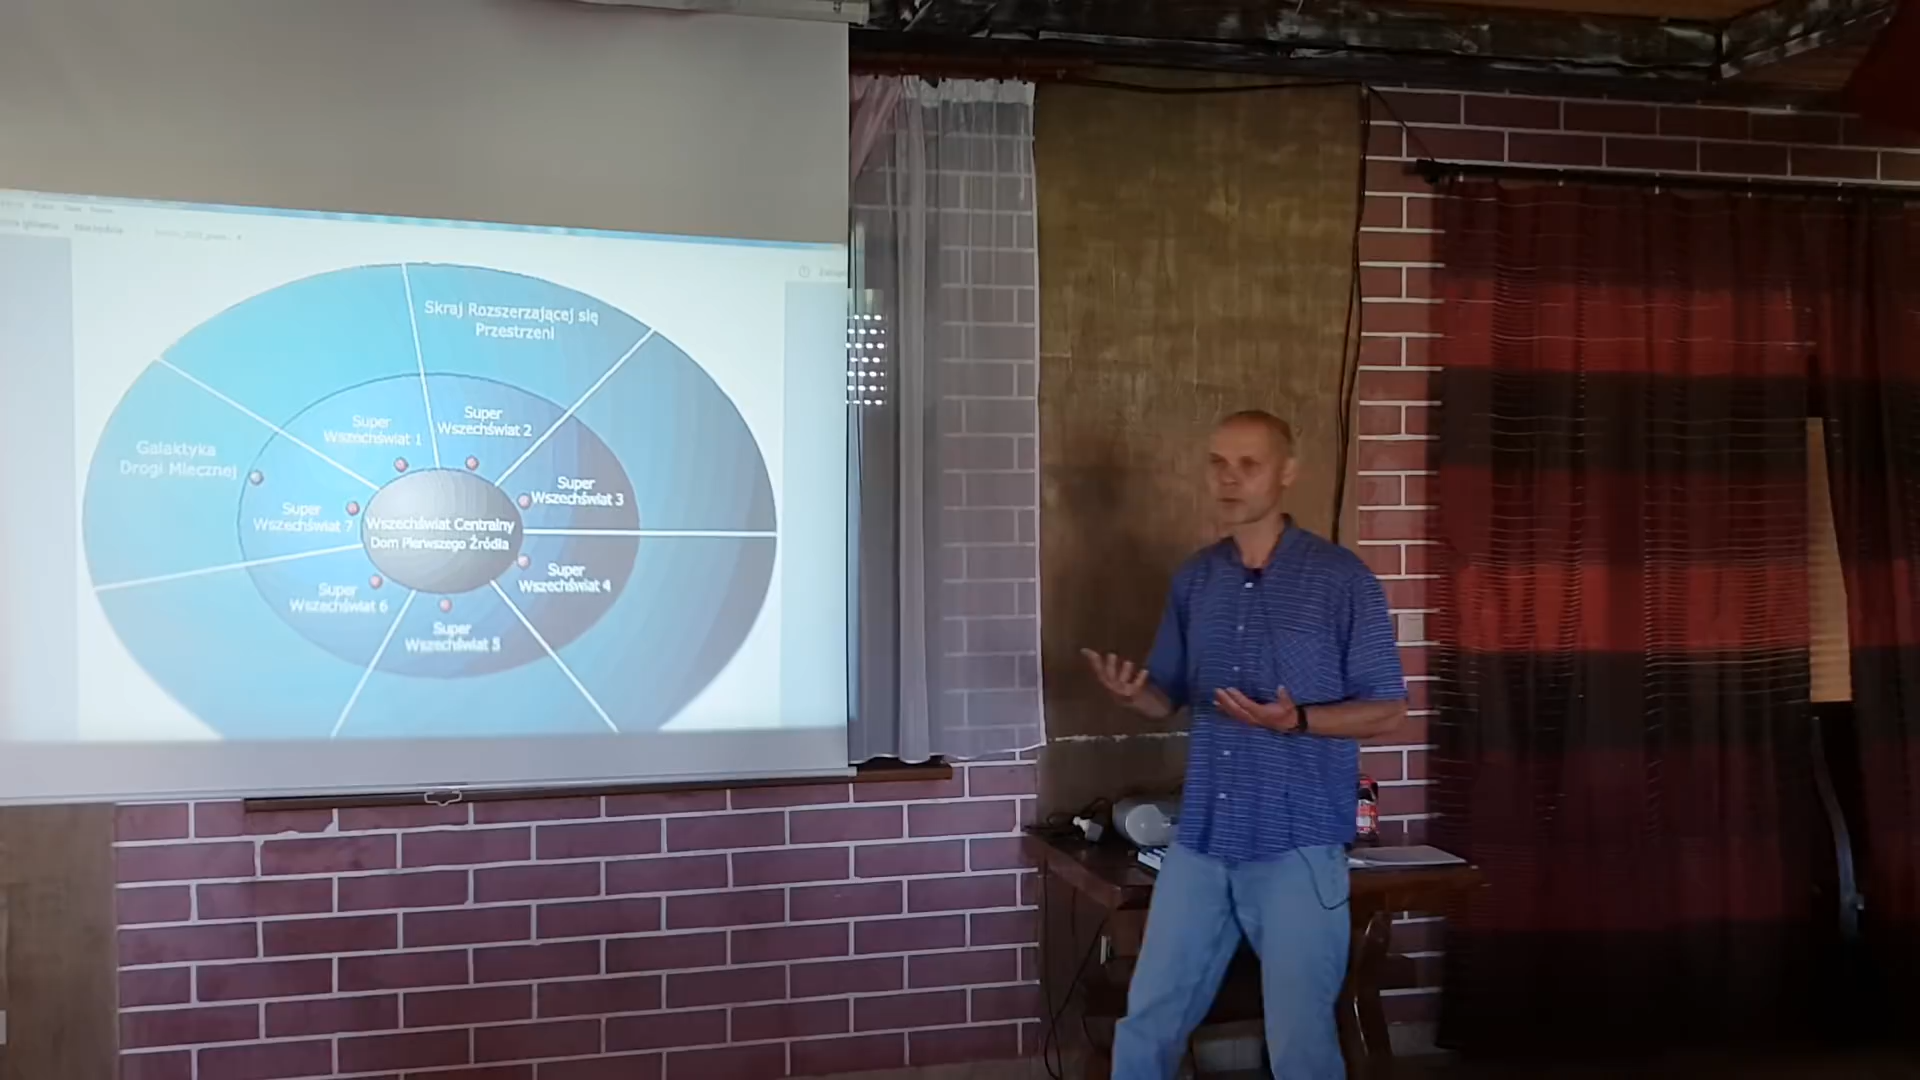 Skraj Rozszerzającej się
Przestrzeni
Super
Wszechświat 1
Super
Wszechświat 2
Galaktyka
Drogi Mlecznej
Super
Wszechświat 3
Super
Wszechświat 7
Wszechświat Centralny
Dom Pierwszego Źródła
Super
Wszechświat 4
Super
Wszechświat 6
Super
Wszechświat 5